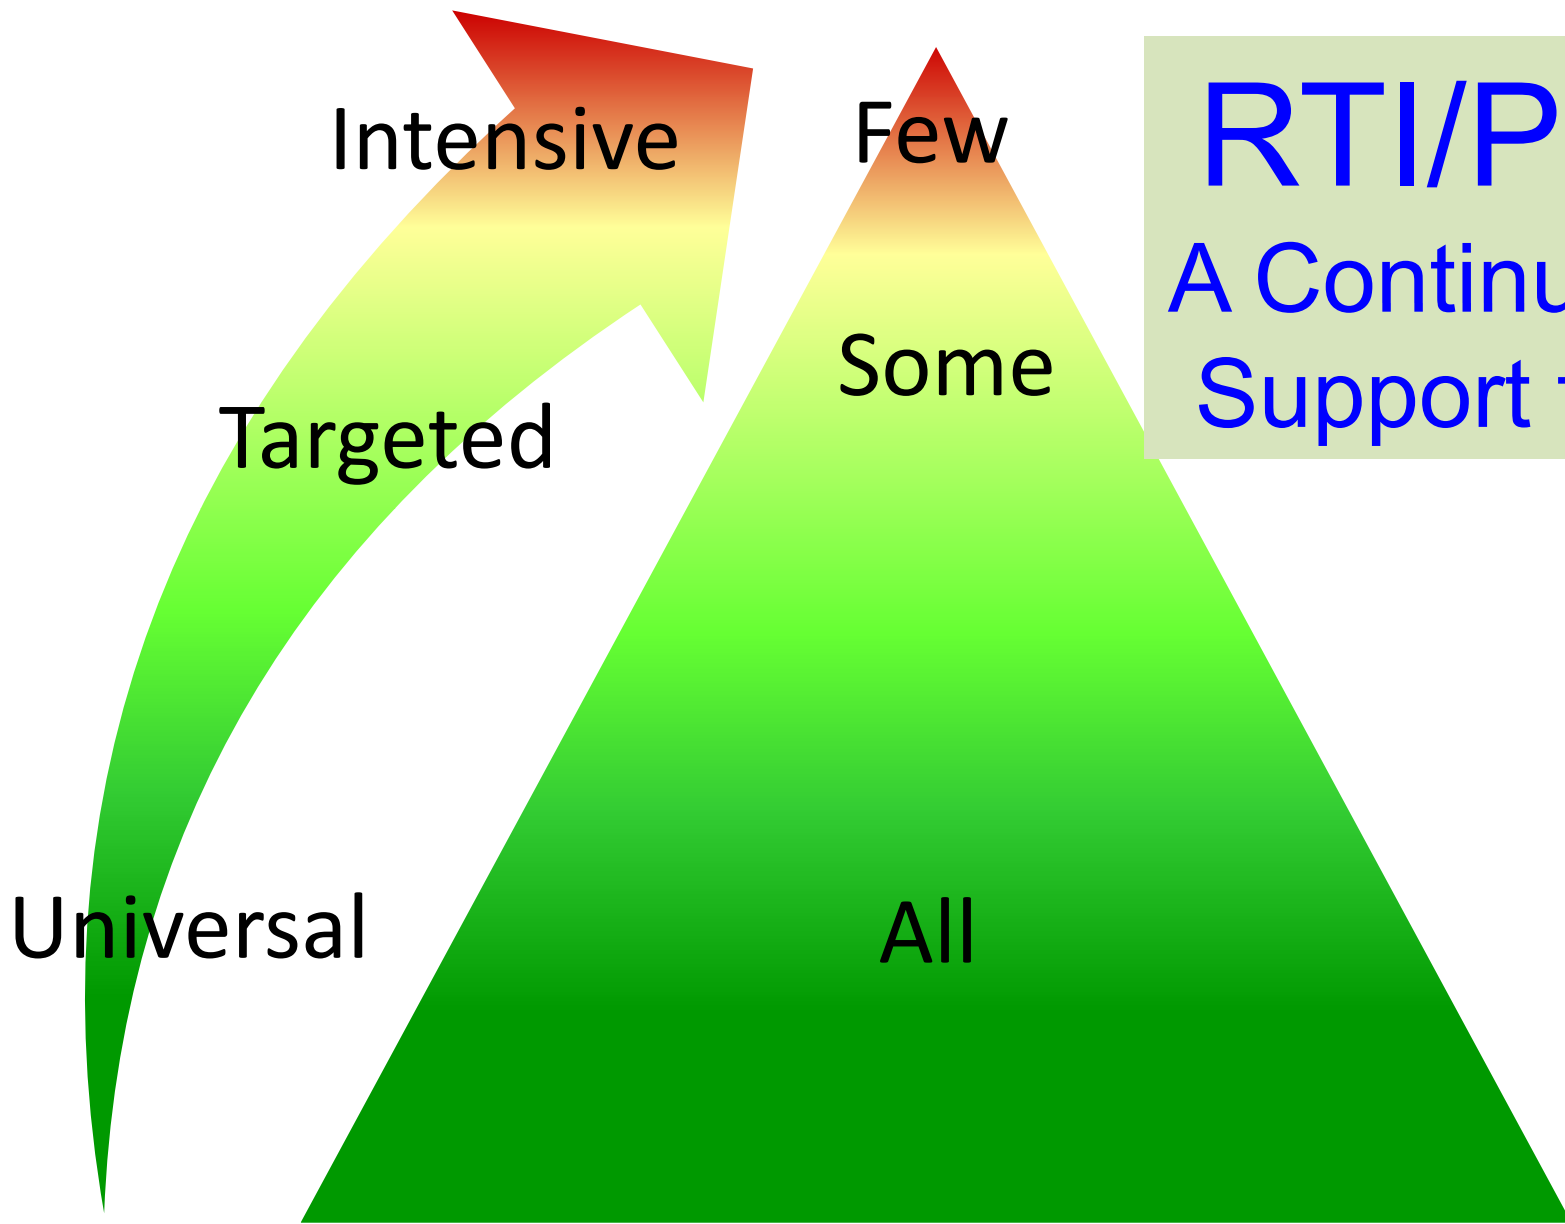 Intensive
Few
RTI/P
A Continu
Some
Support
Targeted
Universal
All